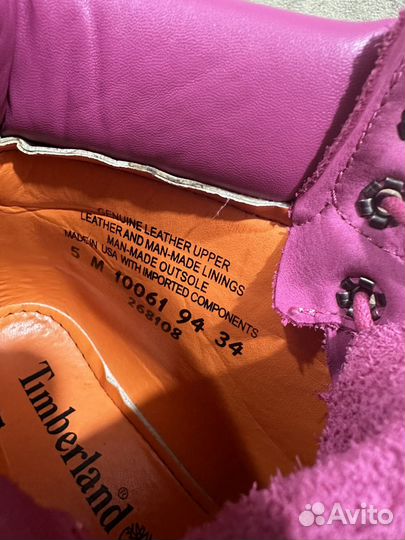 GENUINE LEATHER UPPER
LEATHER AND MAN-MADE LININGS
MAN-MADE OUTSOLE
MADE IN USA WITH IMPORTED COMPONENTS
5 M 10061 94 34
268108
Timberland®
Avito